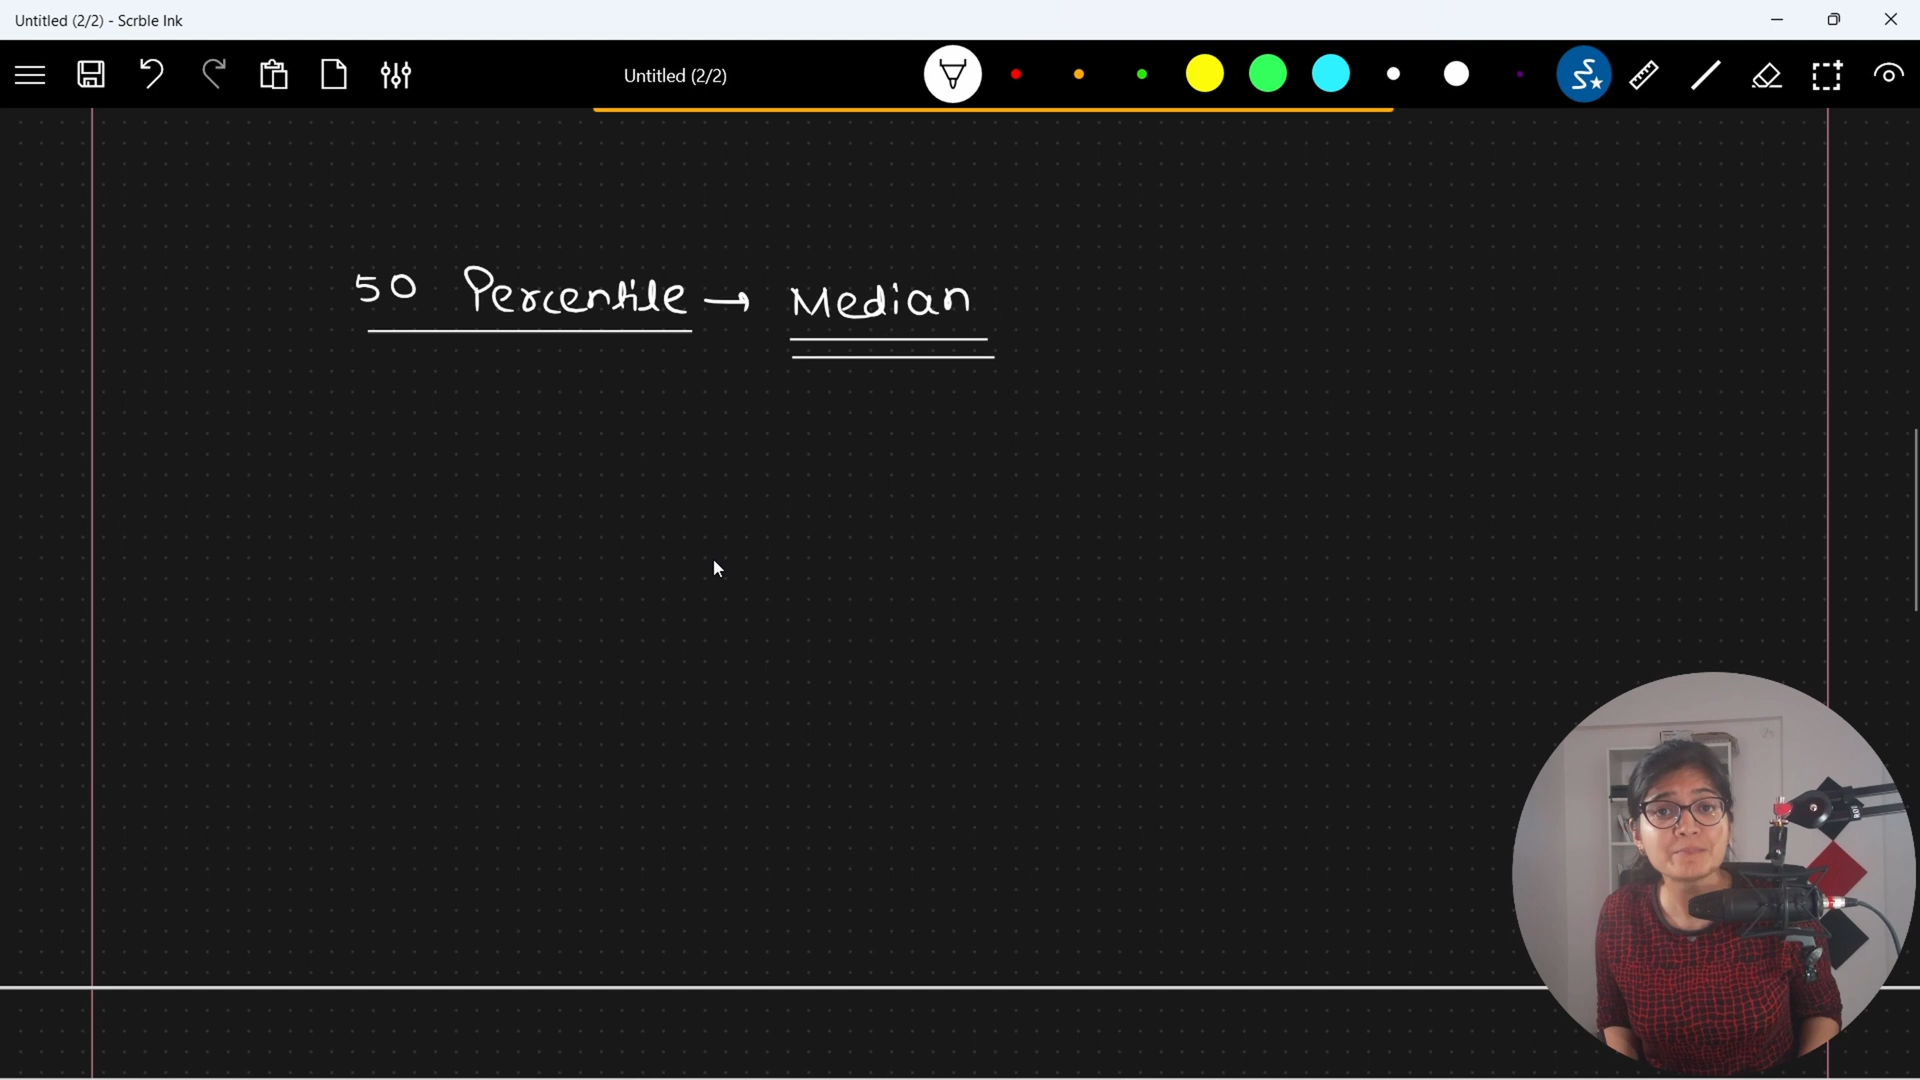 Untitled (2/2) - Scrble Ink
Untitled (2/2)
50 Percentile → Median